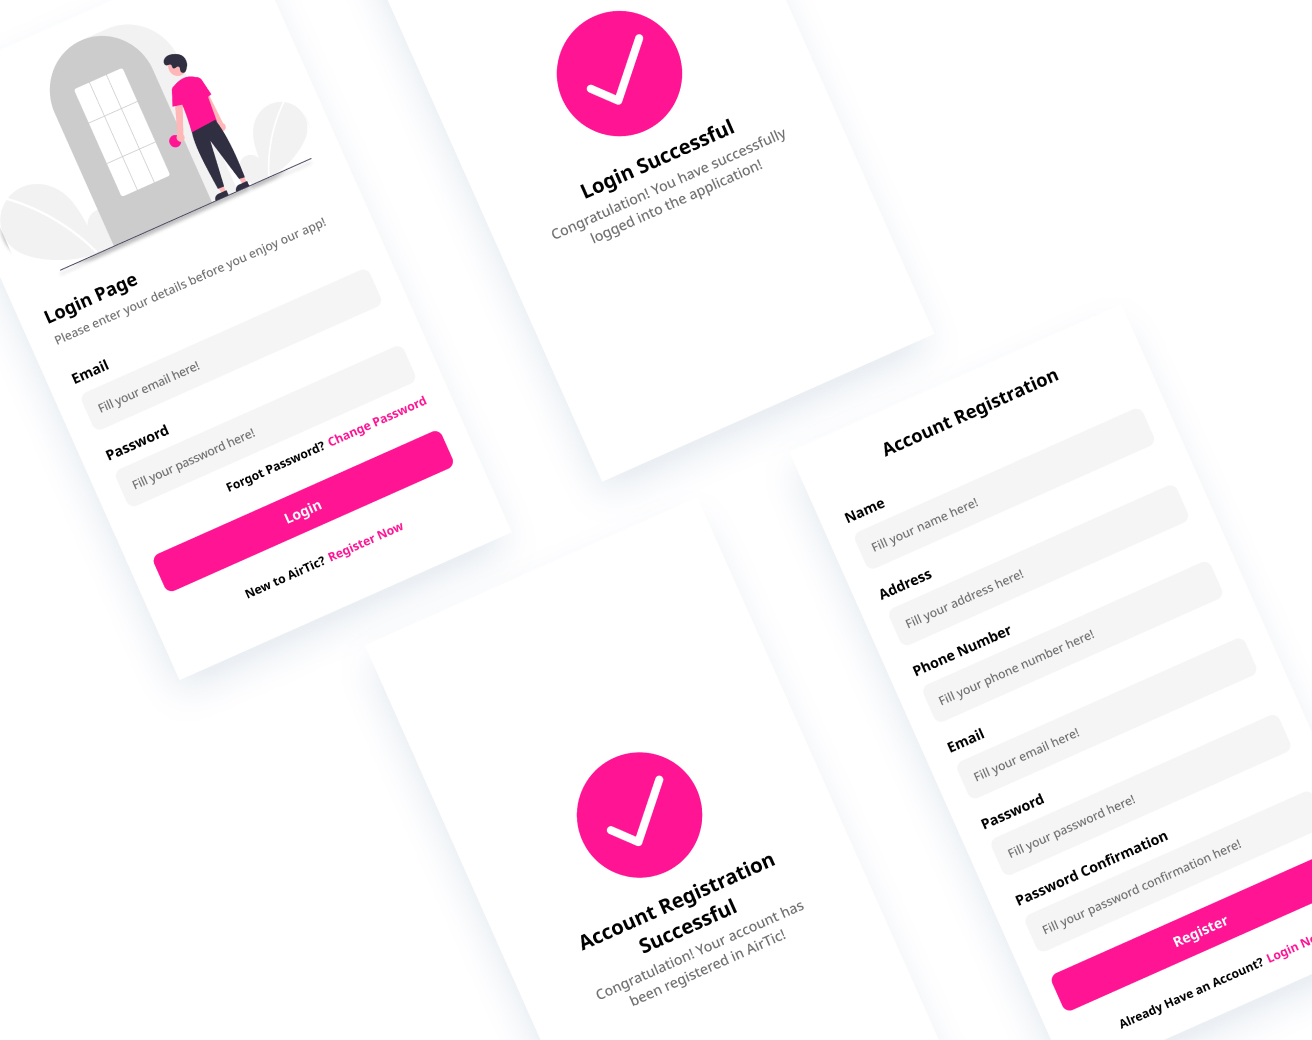 Login Page
Please enter your details before you enjoy our app!
Email
Fill your email here!
Password
Fill your password here!
Forgot Password? Change Password
Login
New to AirTic? Register Now
Login Successful
Congratulation! You have successfully
logged into the application!
Account Registration
Successful
Congratulation! Your account has
been registered in AirTic!
Account Registration
Name
Fill your name here!
Address
Fill your address here!
Phone Number
Fill your phone number here!
Email
Fill your email here!
Password
Fill your password here!
Password Confirmation
Fill your password confirmation here!
Register
Already Have an Account? Login